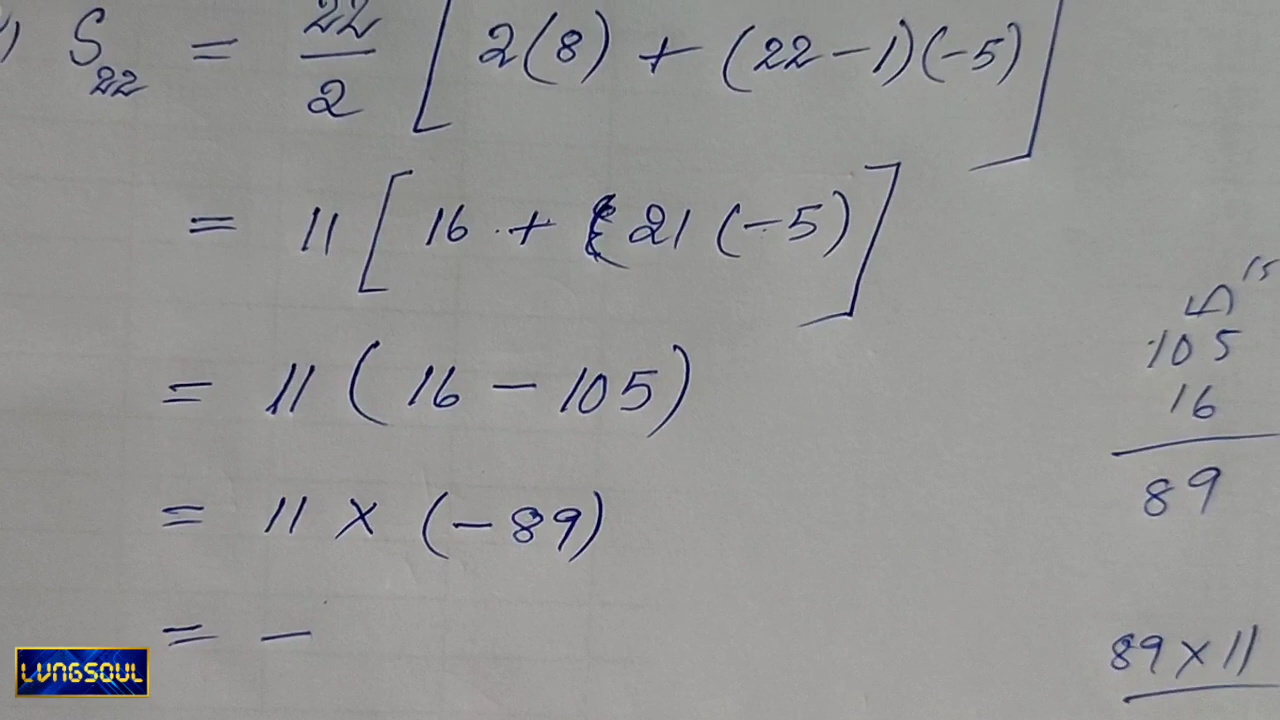 ) S₂₂ = 22/2 [ 2(8) + (22 - 1)(-5) ]
= 11 [ 16 + ( 21 (-5) ]
= 11 ( 16 - 105 )
= 11 × (-89)
= -
15
105
16
89
89 × 11
LUNGSOUL